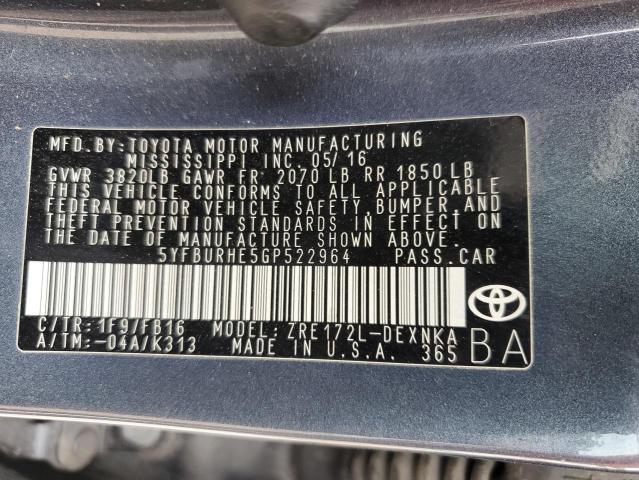 MFD.BY:TOYOTA MOTOR MANUFACTURING
MISSISSIPPI INC. 05/16
GVWR 3820LB GAWR FR. 2070 LB RR 1850 LB
THIS VEHICLE CONFORMS TO ALL APPLICABLE
FEDERAL MOTOR VEHICLE SAFETY, BUMPER, AND
THEFT PREVENTION STANDARDS IN EFFECT ON
THE DATE OF MANUFACTURE SHOWN ABOVE.
5YFBURHE5GP522964 PASS.CAR
C/TR:1F9/FB16 MODEL:ZRE172L-DEXNKA
A/TM:-04A/K313 MADE IN U.S.A. 365
BA